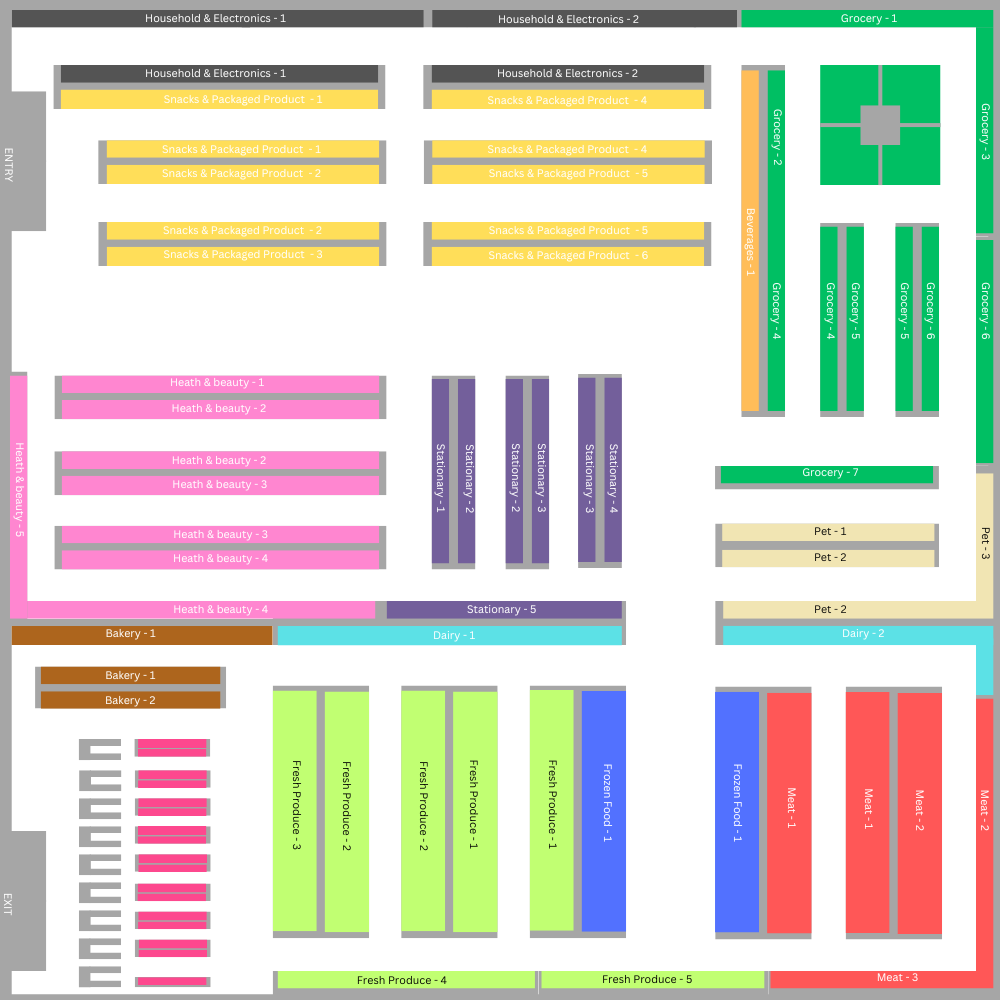 Household & Electronics - 1
Household & Electronics - 2
Grocery - 1
Household & Electronics - 1
Household & Electronics - 2
Snacks & Packaged Product - 1
Snacks & Packaged Product - 4
ENTRY
Snacks & Packaged Product - 1
Snacks & Packaged Product - 4
Snacks & Packaged Product - 2
Snacks & Packaged Product - 5
Grocery - 2
Grocery - 3
Snacks & Packaged Product - 2
Snacks & Packaged Product - 5
Snacks & Packaged Product - 3
Snacks & Packaged Product - 6
Beverages - 1
Grocery - 4
Grocery - 4
Grocery - 5
Grocery - 5
Grocery - 6
Grocery - 6
Heath & beauty - 1
Heath & beauty - 2
Heath & beauty - 5
Heath & beauty - 2
Heath & beauty - 3
Heath & beauty - 3
Heath & beauty - 4
Heath & beauty - 4
Stationary - 1
Stationary - 2
Stationary - 2
Stationary - 3
Stationary - 3
Stationary - 4
Stationary - 5
Grocery - 7
Pet - 1
Pet - 2
Pet - 3
Pet - 2
Bakery - 1
Dairy - 1
Dairy - 2
Bakery - 1
Bakery - 2
Fresh Produce - 3
Fresh Produce - 2
Fresh Produce - 2
Fresh Produce - 1
Fresh Produce - 1
Frozen Food - 1
Frozen Food - 1
Meat - 1
Meat - 1
Meat - 2
Meat - 2
EXIT
Fresh Produce - 4
Fresh Produce - 5
Meat - 3